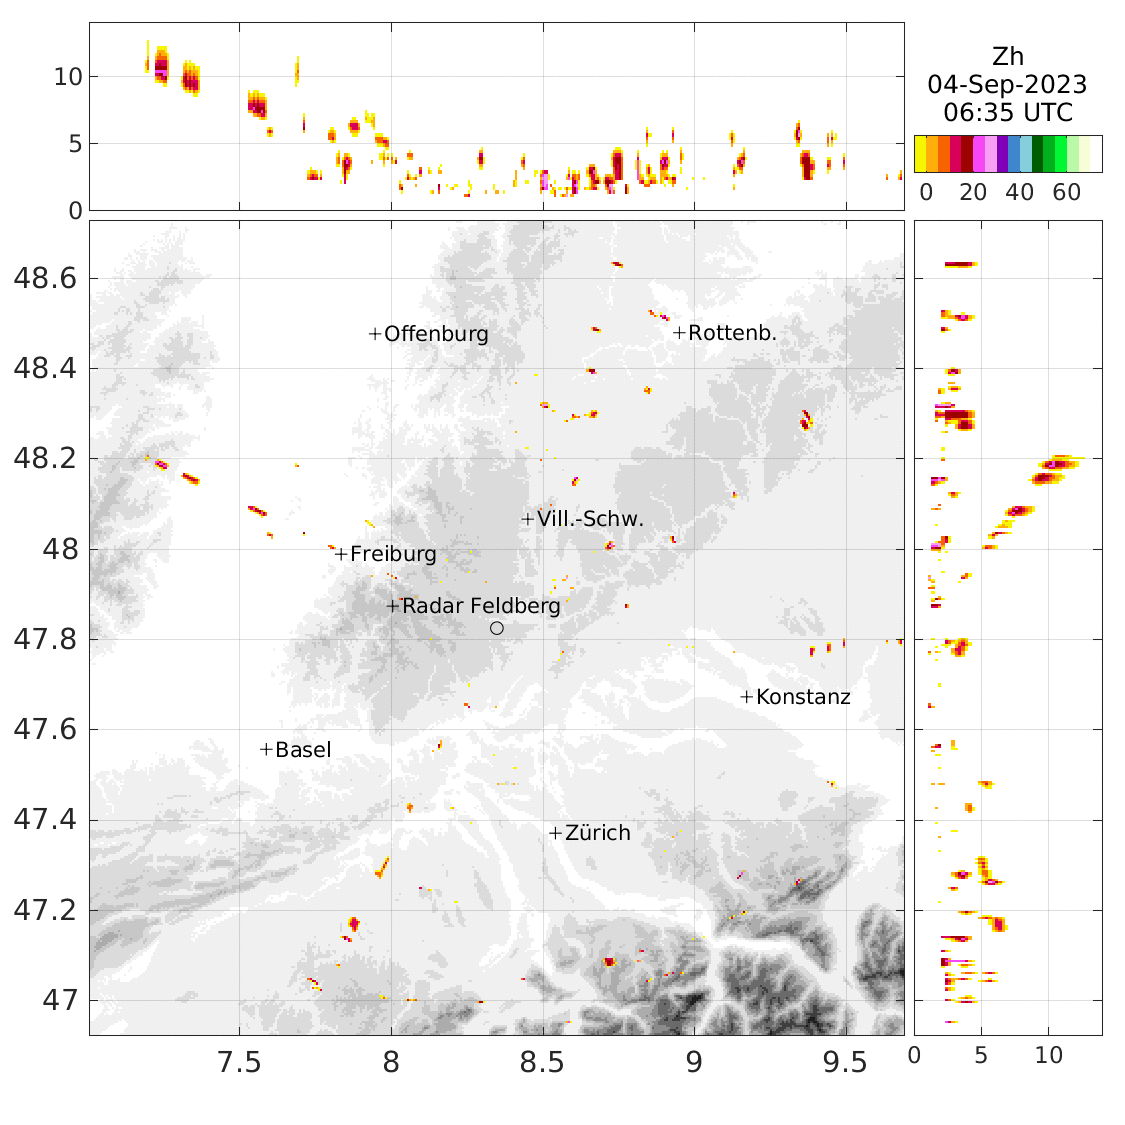 10
5
0
Zh
04-Sep-2023
06:35 UTC
0 20 40 60
48.6
48.4
48.2
48
47.8
47.6
47.4
47.2
47
+Offenburg
+Rottenb.
+Vill.-Schw.
+Freiburg
+Radar Feldberg
+Konstanz
+Basel
+Zürich
7.5 8 8.5 9 9.5
0 5 10